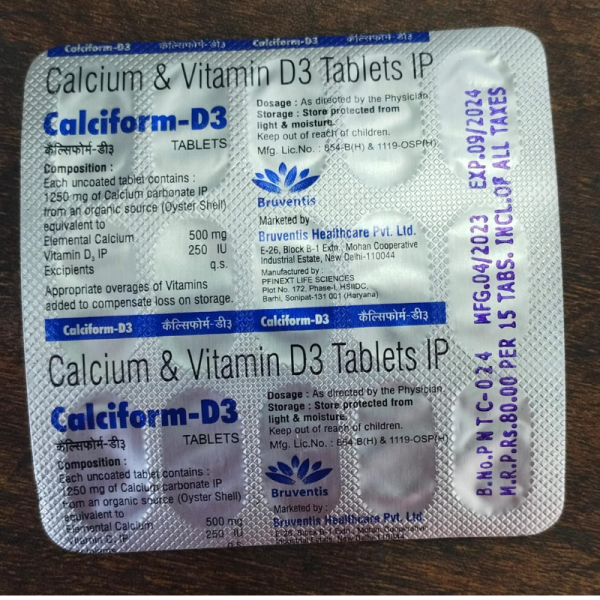 Calciform-D3 कैल्सिफोर्म-डी३ Calciform-D3 कैल्सिफोर्म-डी३
Calcium & Vitamin D3 Tablets IP
Calciform-D3
कैल्सिफोर्म-डी३ TABLETS
Composition :
Each uncoated tablet contains :
1250 mg of Calcium carbonate IP
from an organic source (Oyster Shell)
equivalent to
Elemental Calcium 500 mg
Vitamin D3 IP 250 IU
Excipients q.s.
Appropriate overages of Vitamins
added to compensate loss on storage.
Dosage : As directed by the Physician.
Storage : Store protected from
light & moisture.
Keep out of reach of children.
Mfg. Lic.No. : 554-B(H) & 1119-OSP(H)
Bruventis
Marketed by :
Bruventis Healthcare Pvt. Ltd.
E-26, Block B-1 Extn., Mohan Cooperative
Industrial Estate, New Delhi-110044
Manufactured by :
PFINEXT LIFE SCIENCES
Plot No. 172, Phase-I, HSIIDC,
Barhi, Sonipat-131 001 (Haryana)
Calciform-D3 कैल्सिफोर्म-डी३ Calciform-D3 कैल्सिफोर्म-डी३
Calcium & Vitamin D3 Tablets IP
Calciform-D3
कैल्सिफोर्म-डी३ TABLETS
Composition :
Each uncoated tablet contains :
1250 mg of Calcium carbonate IP
from an organic source (Oyster Shell)
equivalent to
Elemental Calcium 500 mg
Vitamin D3 IP 250 IU
q.s.
Dosage : As directed by the Physician.
Storage : Store protected from
light & moisture.
Keep out of reach of children.
Mfg. Lic.No. : 554-B(H) & 1119-OSP(H)
Bruventis
Marketed by :
Bruventis Healthcare Pvt. Ltd.
E-26, Block B-1 Extn., Mohan Cooperative
B.No.PNTC-024 MFG.04/2023 EXP.09/2024
M.R.P.Rs.80.00 PER 15 TABS. INCL.OF ALL TAXES